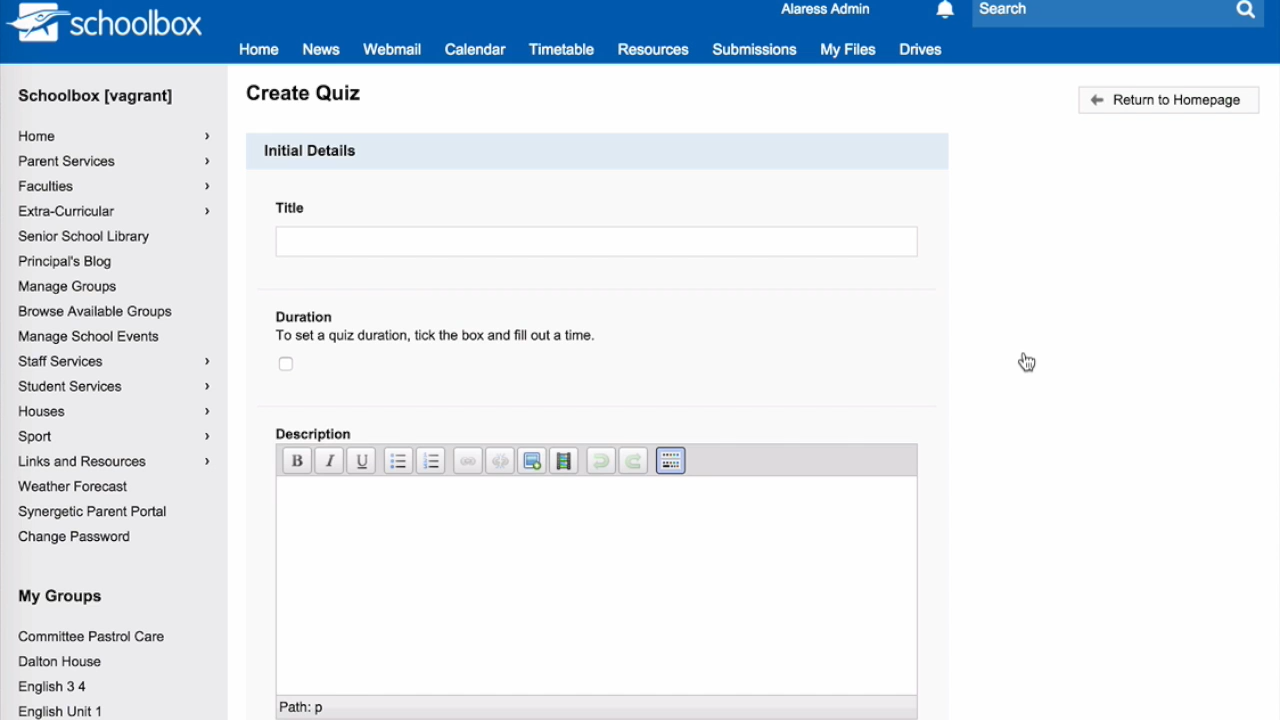 schoolbox
Alaress Admin
Search
Home News Webmail Calendar Timetable Resources Submissions My Files Drives
Schoolbox [vagrant]
Home
Parent Services
Faculties
Extra-Curricular
Senior School Library
Principal's Blog
Manage Groups
Browse Available Groups
Manage School Events
Staff Services
Student Services
Houses
Sport
Links and Resources
Weather Forecast
Synergetic Parent Portal
Change Password
My Groups
Committee Pastrol Care
Dalton House
English 3 4
English Unit 1
Create Quiz
Return to Homepage
Initial Details
Title
Duration
To set a quiz duration, tick the box and fill out a time.
Description
B I U
Path: p